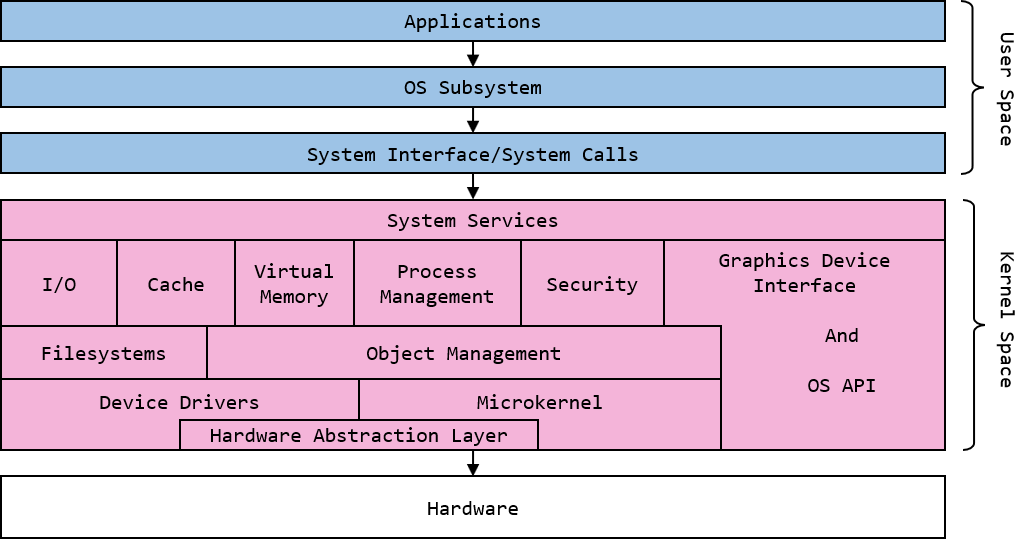 Applications
OS Subsystem
System Interface/System Calls
User Space
System Services
I/O
Cache
Virtual
Memory
Process
Management
Security
Graphics Device
Interface
And
OS API
Filesystems
Object Management
Device Drivers
Microkernel
Hardware Abstraction Layer
Kernel Space
Hardware